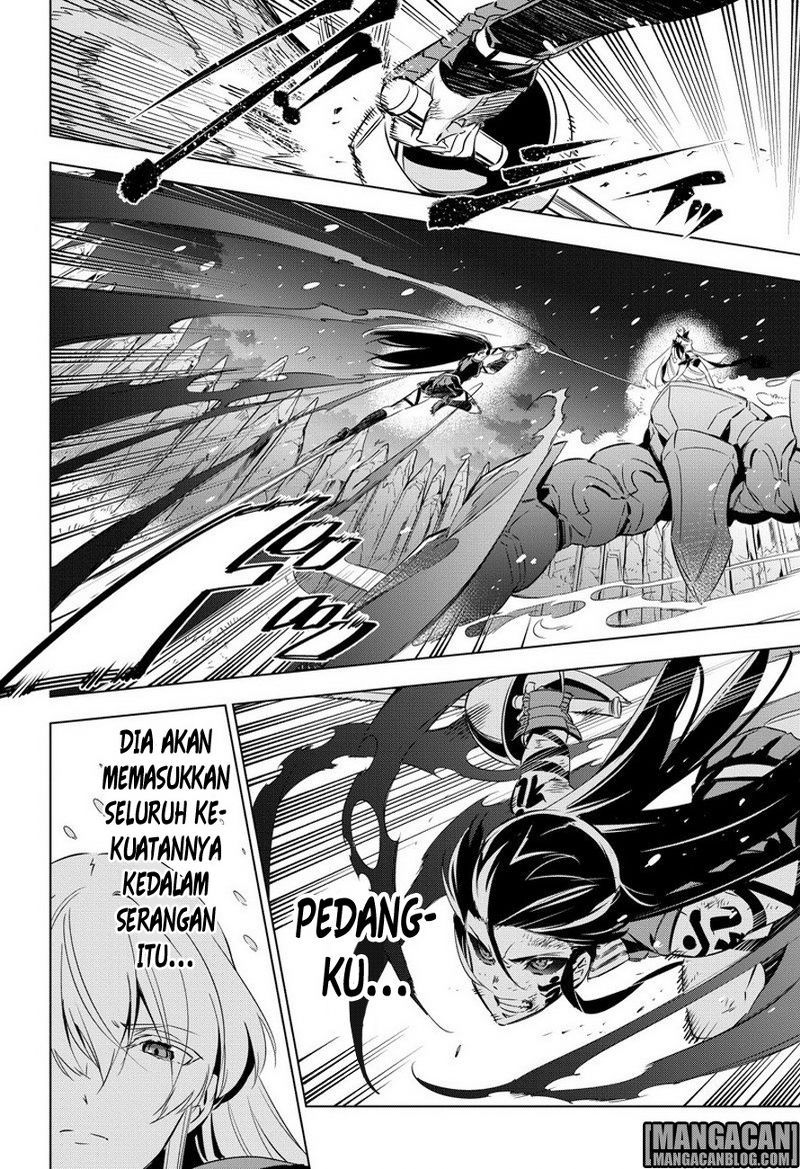 PEDANG-
KU...
DIA AKAN
MEMASUKKAN
SELURUH KE-
KUATANNYA
KEDALAM
SERANGAN
ITU...
MANGACAN
MANGACANBLOG.COM